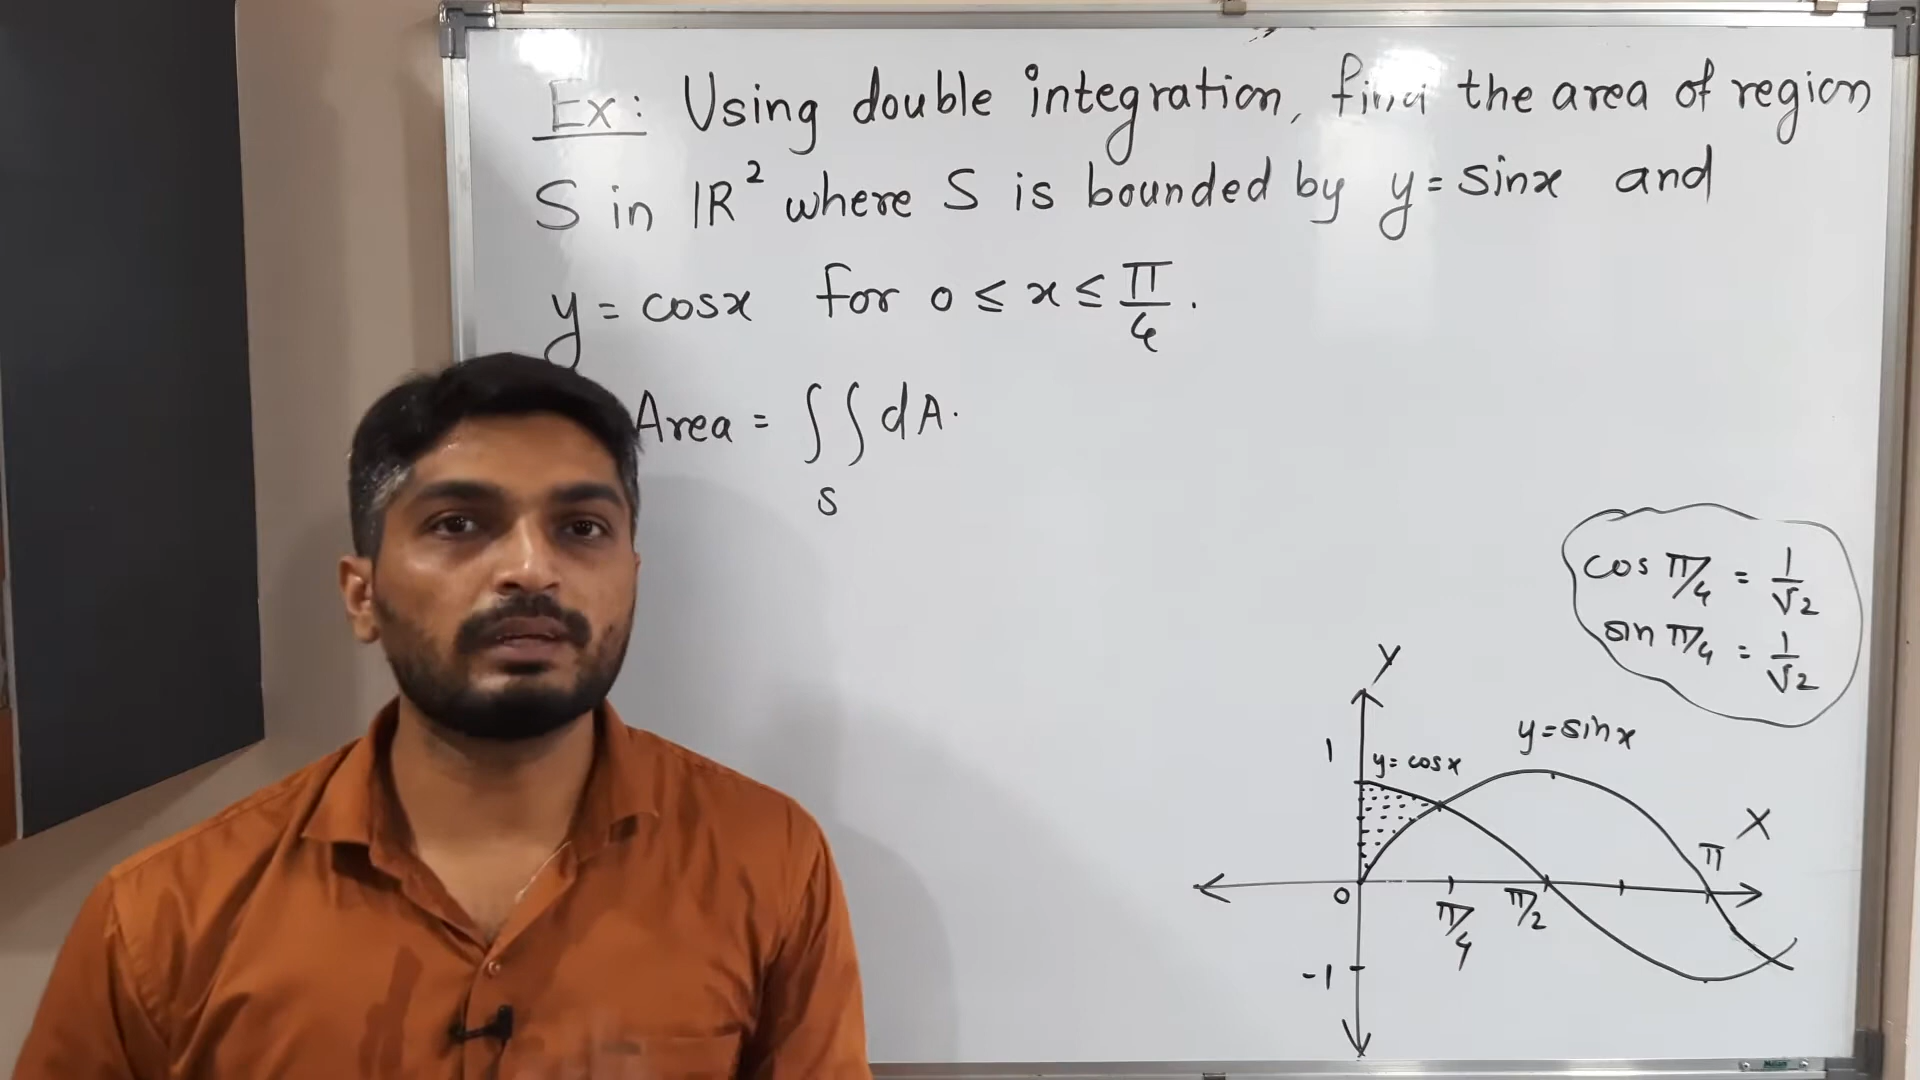 Ex: Using double integration, find the area of region
S in ℝ² where S is bounded by y = sinx and
y = cosx for 0 ≤ x ≤ π/4.
Area = ∫∫ dA.
S
cos π/4 = 1/√2
sin π/4 = 1/√2
Y
y=sinx
1
y=cosx
X
π
0
π/4
π/2
-1